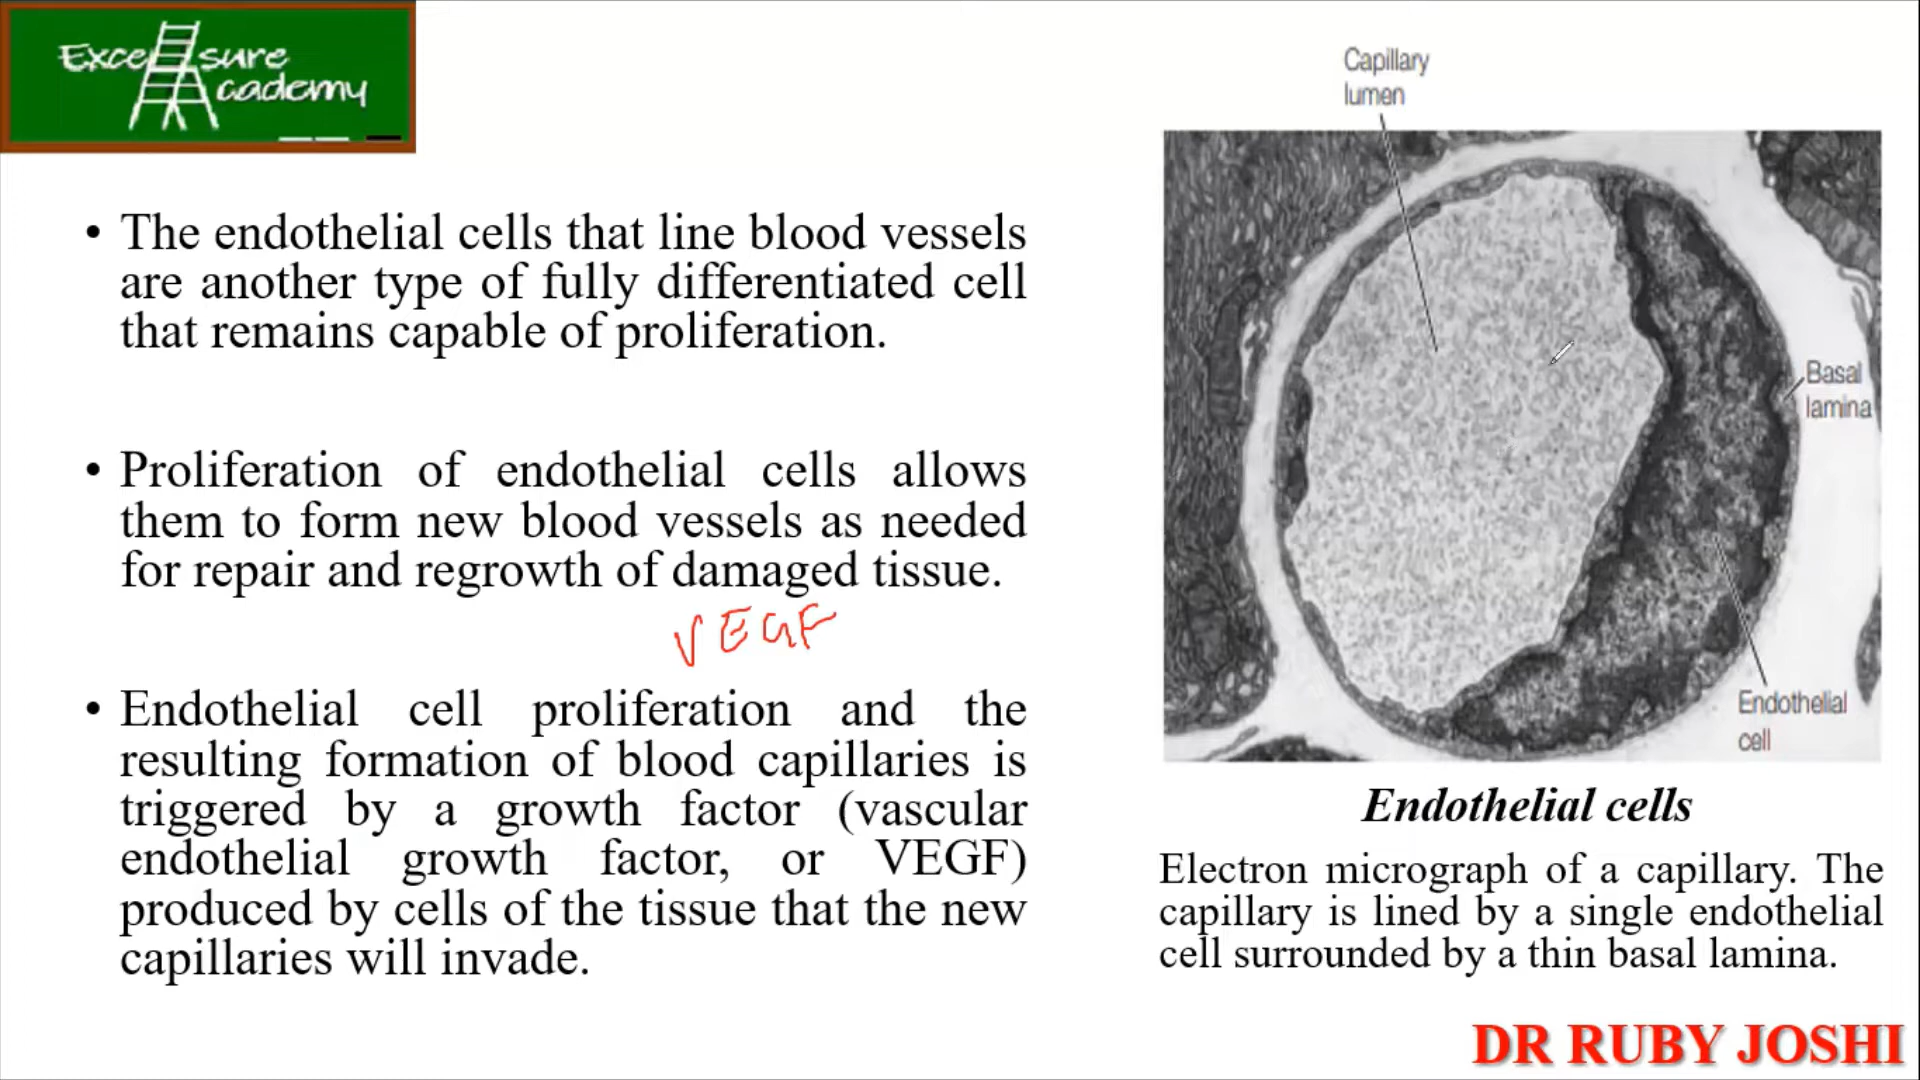 Exce sure
cademy
Capillary
lumen
• The endothelial cells that line blood vessels
are another type of fully differentiated cell
that remains capable of proliferation.
• Proliferation of endothelial cells allows
them to form new blood vessels as needed
for repair and regrowth of damaged tissue.
VEGF
• Endothelial cell proliferation and the
resulting formation of blood capillaries is
triggered by a growth factor (vascular
endothelial growth factor, or VEGF)
produced by cells of the tissue that the new
capillaries will invade.
Basal
lamina
Endothelial
cell
Endothelial cells
Electron micrograph of a capillary. The
capillary is lined by a single endothelial
cell surrounded by a thin basal lamina.
DR RUBY JOSHI